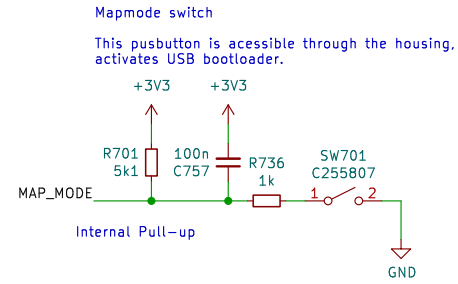 Mapmode switch
This pusbutton is acessible through the housing,
activates USB bootloader.
+3V3 +3V3
R701 100n R736 SW701
5k1 C757 1k C255807
MAP_MODE 1 2
Internal Pull-up
GND